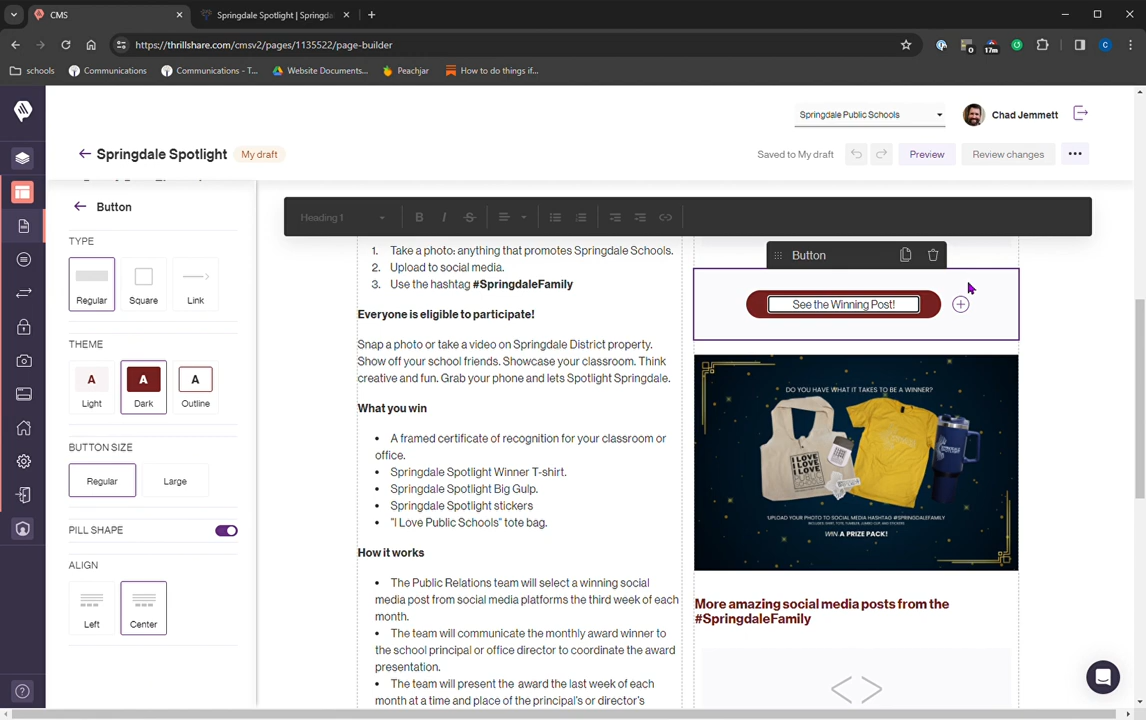 CMS
Springdale Spotlight | Springda
https://thrillshare.com/cmsv2/pages/1135522/page-builder
0
17m
C
schools
Communications
Communications - T...
Website Documents...
Peachjar
How to do things if...
Springdale Public Schools
Chad Jemmett
Springdale Spotlight
My draft
Saved to My draft
Preview
Review changes
Button
TYPE
Regular
Square
Link
THEME
A
A
A
Light
Dark
Outline
BUTTON SIZE
Regular
Large
PILL SHAPE
ALIGN
Left
Center
Heading 1
B
I
S
1. Take a photo: anything that promotes Springdale Schools.
2. Upload to social media.
3. Use the hashtag #SpringdaleFamily
Everyone is eligible to participate!
Snap a photo or take a video on Springdale District property.
Show off your school friends. Showcase your classroom. Think
creative and fun. Grab your phone and lets Spotlight Springdale.
What you win
• A framed certificate of recognition for your classroom or
office.
• Springdale Spotlight Winner T-shirt.
• Springdale Spotlight Big Gulp.
• Springdale Spotlight stickers
• "I Love Public Schools" tote bag.
How it works
• The Public Relations team will select a winning social
media post from social media platforms the third week of each
month.
• The team will communicate the monthly award winner to
the school principal or office director to coordinate the award
presentation.
• The team will present the award the last week of each
month at a time and place of the principal's or director's
Button
See the Winning Post!
DO YOU HAVE WHAT IT TAKES TO BE A WINNER?
I LOVE
I LOVE
I LOVE
UPLOAD YOUR PHOTO TO SOCIAL MEDIA HASHTAG #SPRINGDALEFAMILY
WIN A PRIZE PACK!
More amazing social media posts from the
#SpringdaleFamily